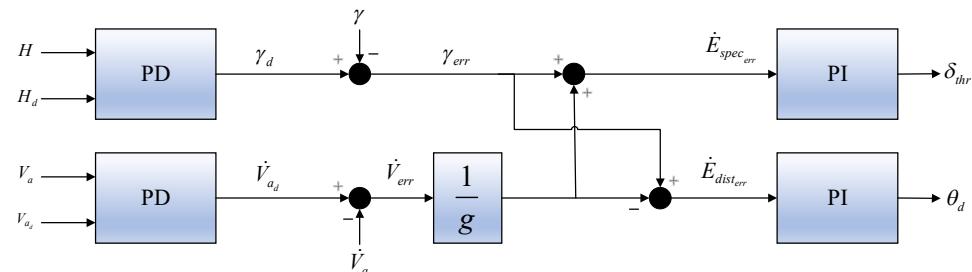 H
H_d
PD
γ_d
+
γ
−
γ_err
+
+
Ė_spec_err
PI
δ_thr
V_a
V_a_d
PD
V̇_a_d
+
−
V̇_a
V̇_err
1/g
+
−
Ė_dist_err
PI
θ_d